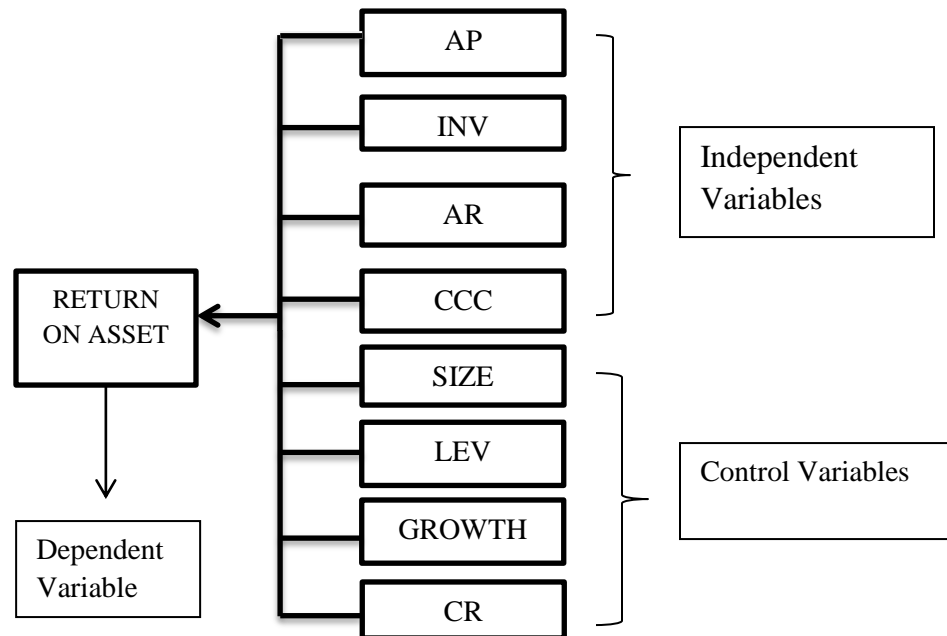 AP
INV
AR
CCC
SIZE
LEV
GROWTH
CR
Independent
Variables
Control Variables
RETURN
ON ASSET
Dependent
Variable